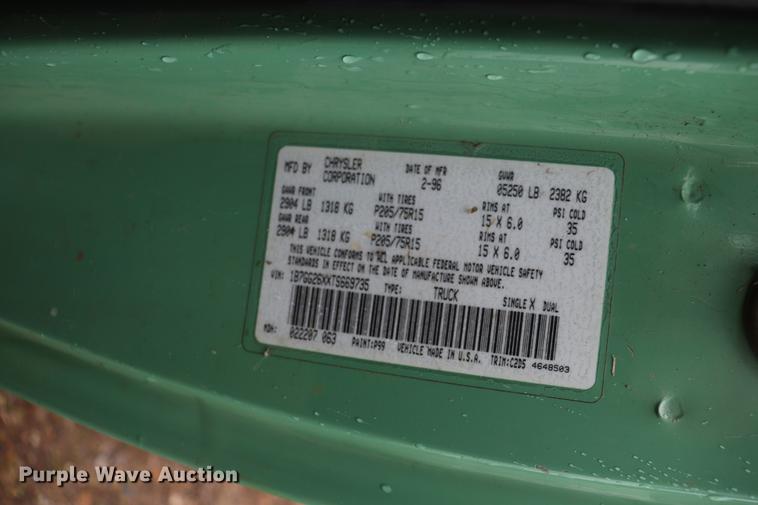 MFD BY CHRYSLER CORPORATION DATE OF MFR 2-96 GVWR 05250 LB 2382 KG
GAWR FRONT WITH TIRES RIMS AT PSI COLD
2904 LB 1318 KG P205/75R15 15 X 6.0 35
GAWR REAR WITH TIRES RIMS AT PSI COLD
2904 LB 1318 KG P205/75R15 15 X 6.0 35
THIS VEHICLE CONFORMS TO ALL APPLICABLE FEDERAL MOTOR VEHICLE SAFETY
STANDARDS IN EFFECT ON THE DATE OF MANUFACTURE SHOWN ABOVE.
VIN: 1B7GG26XXTS669735 TYPE: TRUCK SINGLE X DUAL
MDH: 022207 063 PAINT:P99 VEHICLE MADE IN U.S.A. TRIM:C2D5 4648503
Purple Wave Auction